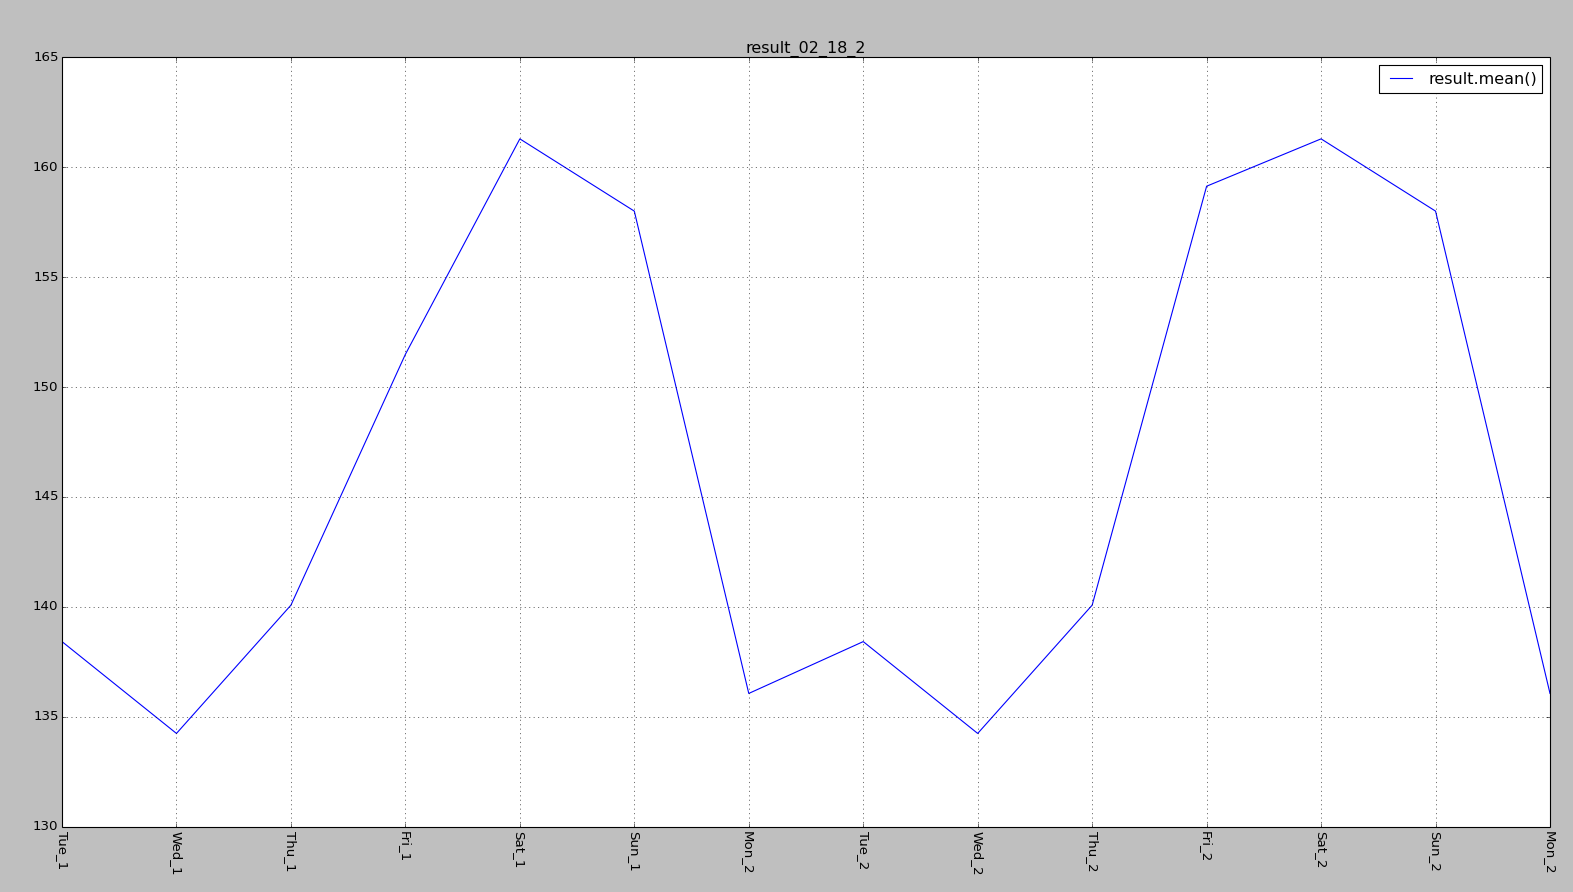 result_02_18_2
result.mean()
165
160
155
150
145
140
135
130
Tue_1
Wed_1
Thu_1
Fri_1
Sat_1
Sun_1
Mon_2
Tue_2
Wed_2
Thu_2
Fri_2
Sat_2
Sun_2
Mon_2